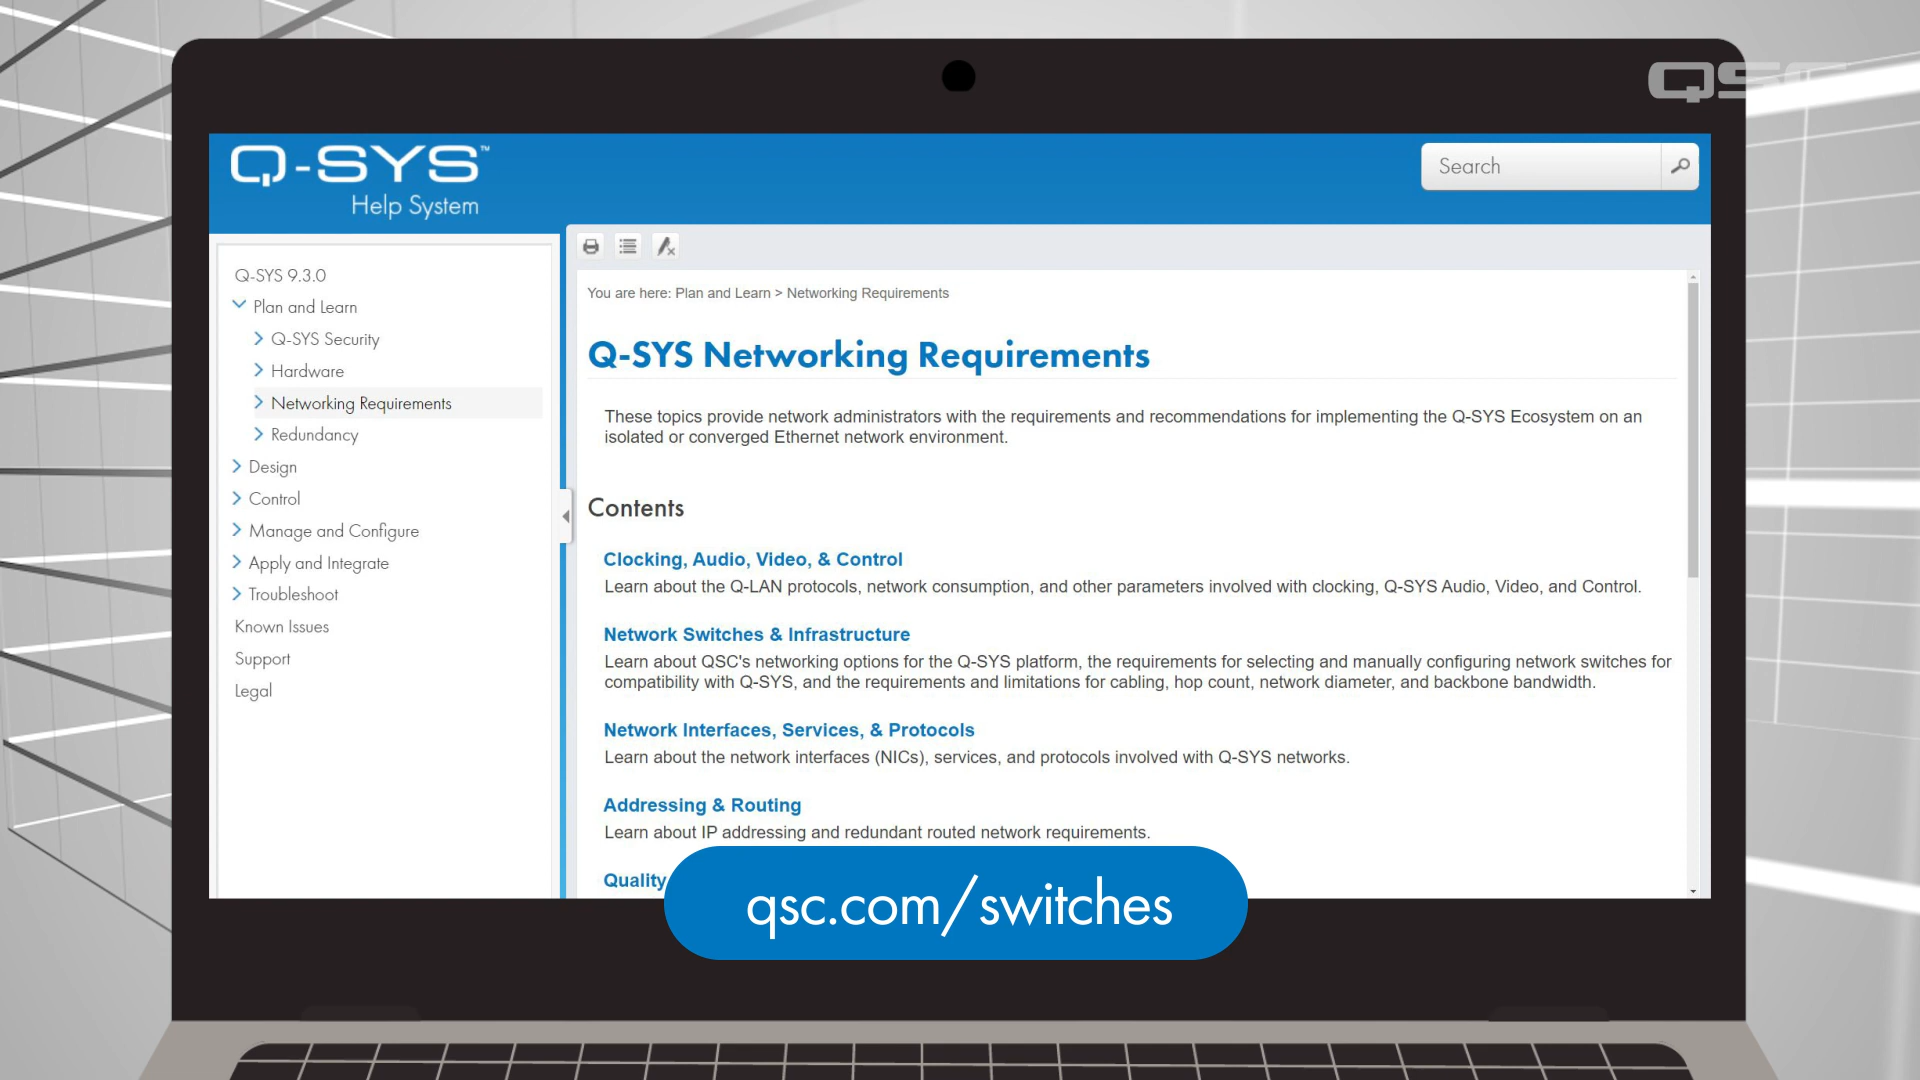 QSC
Q-SYS™
Help System
Search
Q-SYS 9.3.0
Plan and Learn
Q-SYS Security
Hardware
Networking Requirements
Redundancy
Design
Control
Manage and Configure
Apply and Integrate
Troubleshoot
Known Issues
Support
Legal
You are here: Plan and Learn > Networking Requirements
Q-SYS Networking Requirements
These topics provide network administrators with the requirements and recommendations for implementing the Q-SYS Ecosystem on an
isolated or converged Ethernet network environment.
Contents
Clocking, Audio, Video, & Control
Learn about the Q-LAN protocols, network consumption, and other parameters involved with clocking, Q-SYS Audio, Video, and Control.
Network Switches & Infrastructure
Learn about QSC's networking options for the Q-SYS platform, the requirements for selecting and manually configuring network switches for
compatibility with Q-SYS, and the requirements and limitations for cabling, hop count, network diameter, and backbone bandwidth.
Network Interfaces, Services, & Protocols
Learn about the network interfaces (NICs), services, and protocols involved with Q-SYS networks.
Addressing & Routing
Learn about IP addressing and redundant routed network requirements.
Quality
qsc.com/switches